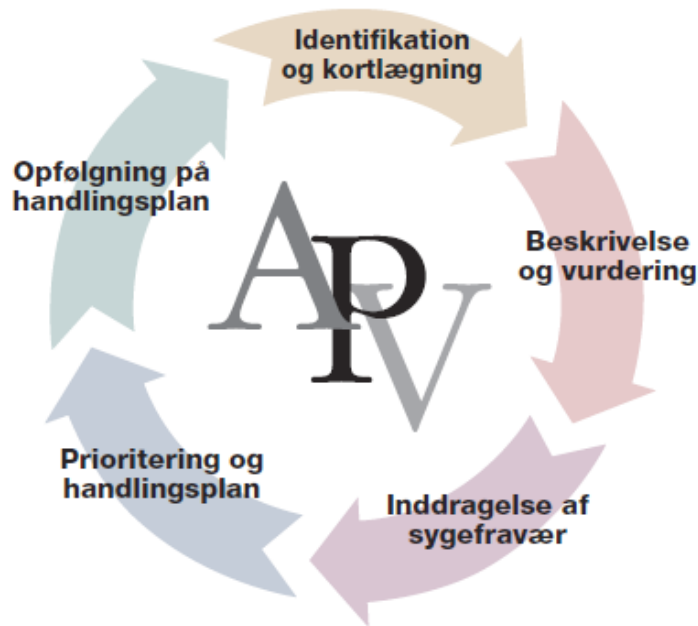 Identifikation
og kortlægning
Beskrivelse
og vurdering
Inddragelse af
sygefravær
Prioritering og
handlingsplan
Opfølgning på
handlingsplan
APV